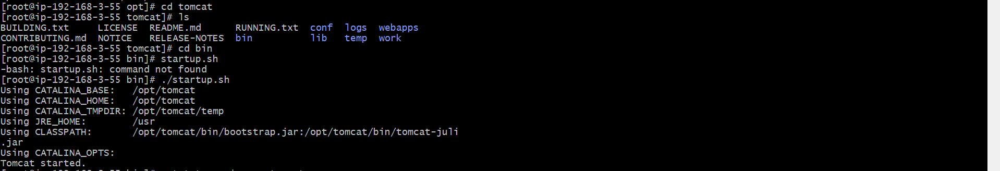 [root@ip-192-168-3-55 opt]# cd tomcat
[root@ip-192-168-3-55 tomcat]# ls
BUILDING.txt     LICENSE  README.md      RUNNING.txt  conf  logs  webapps
CONTRIBUTING.md  NOTICE   RELEASE-NOTES  bin          lib   temp  work
[root@ip-192-168-3-55 tomcat]# cd bin
[root@ip-192-168-3-55 bin]# startup.sh
-bash: startup.sh: command not found
[root@ip-192-168-3-55 bin]# ./startup.sh
Using CATALINA_BASE:   /opt/tomcat
Using CATALINA_HOME:   /opt/tomcat
Using CATALINA_TMPDIR: /opt/tomcat/temp
Using JRE_HOME:        /usr
Using CLASSPATH:       /opt/tomcat/bin/bootstrap.jar:/opt/tomcat/bin/tomcat-juli
.jar
Using CATALINA_OPTS:
Tomcat started.